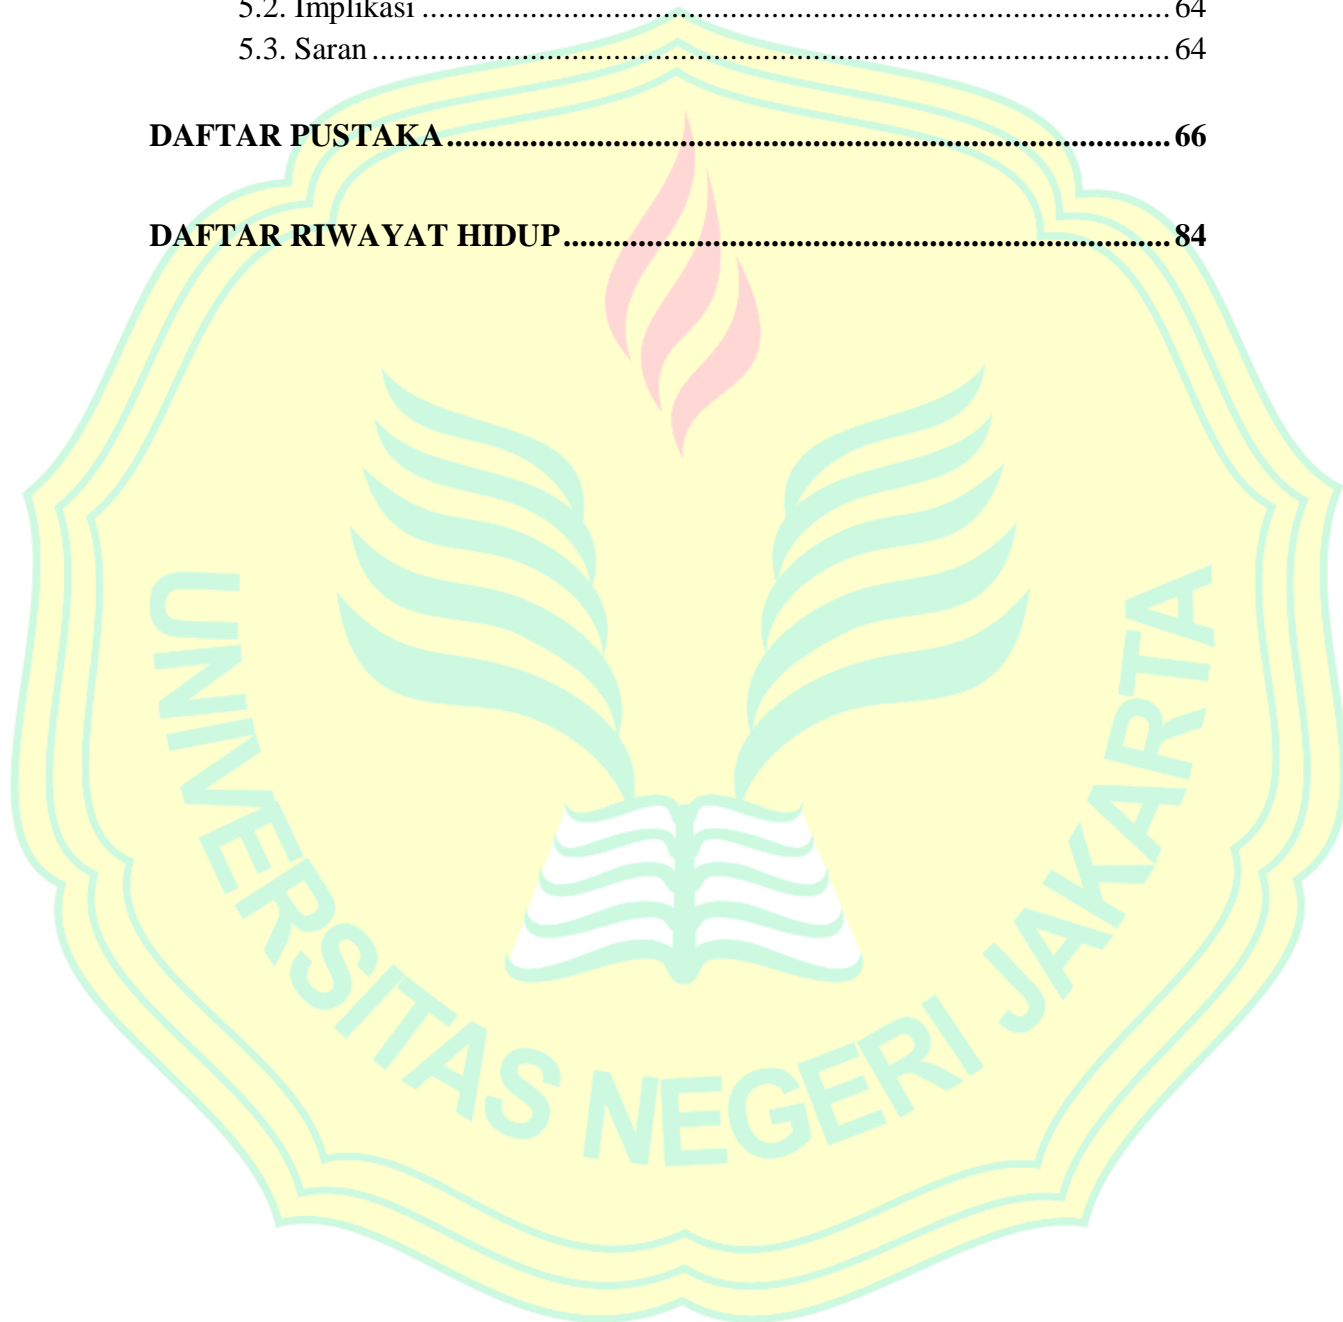 5.2. Implikasi ........................................................................................... 64
5.3. Saran ................................................................................................. 64
DAFTAR PUSTAKA ....................................................................................... 66
DAFTAR RIWAYAT HIDUP ......................................................................... 84
UNIVERSITAS NEGERI JAKARTA